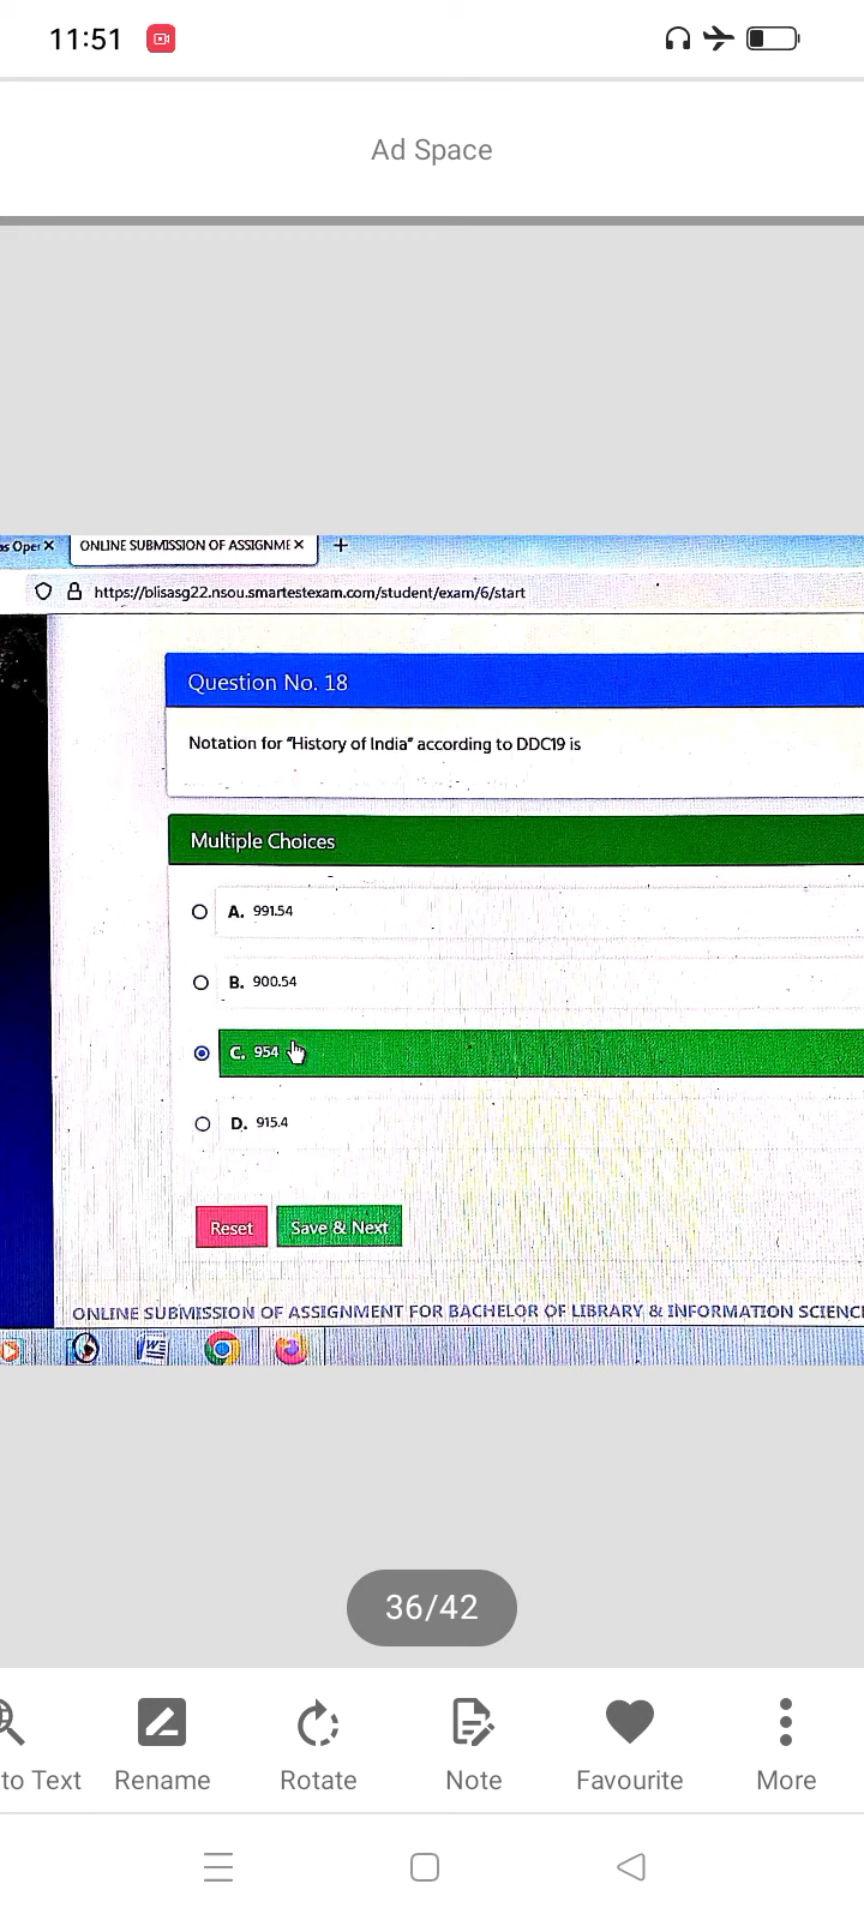 11:51
Ad Space
as Oper ✕
ONLINE SUBMISSION OF ASSIGNME ✕ +
https://blisasg22.nsou.smartestexam.com/student/exam/6/start
Question No. 18
Notation for "History of India" according to DDC19 is
Multiple Choices
A. 991.54
B. 900.54
C. 954
D. 915.4
Reset Save & Next
ONLINE SUBMISSION OF ASSIGNMENT FOR BACHELOR OF LIBRARY & INFORMATION SCIENC
36/42
to Text Rename Rotate Note Favourite More